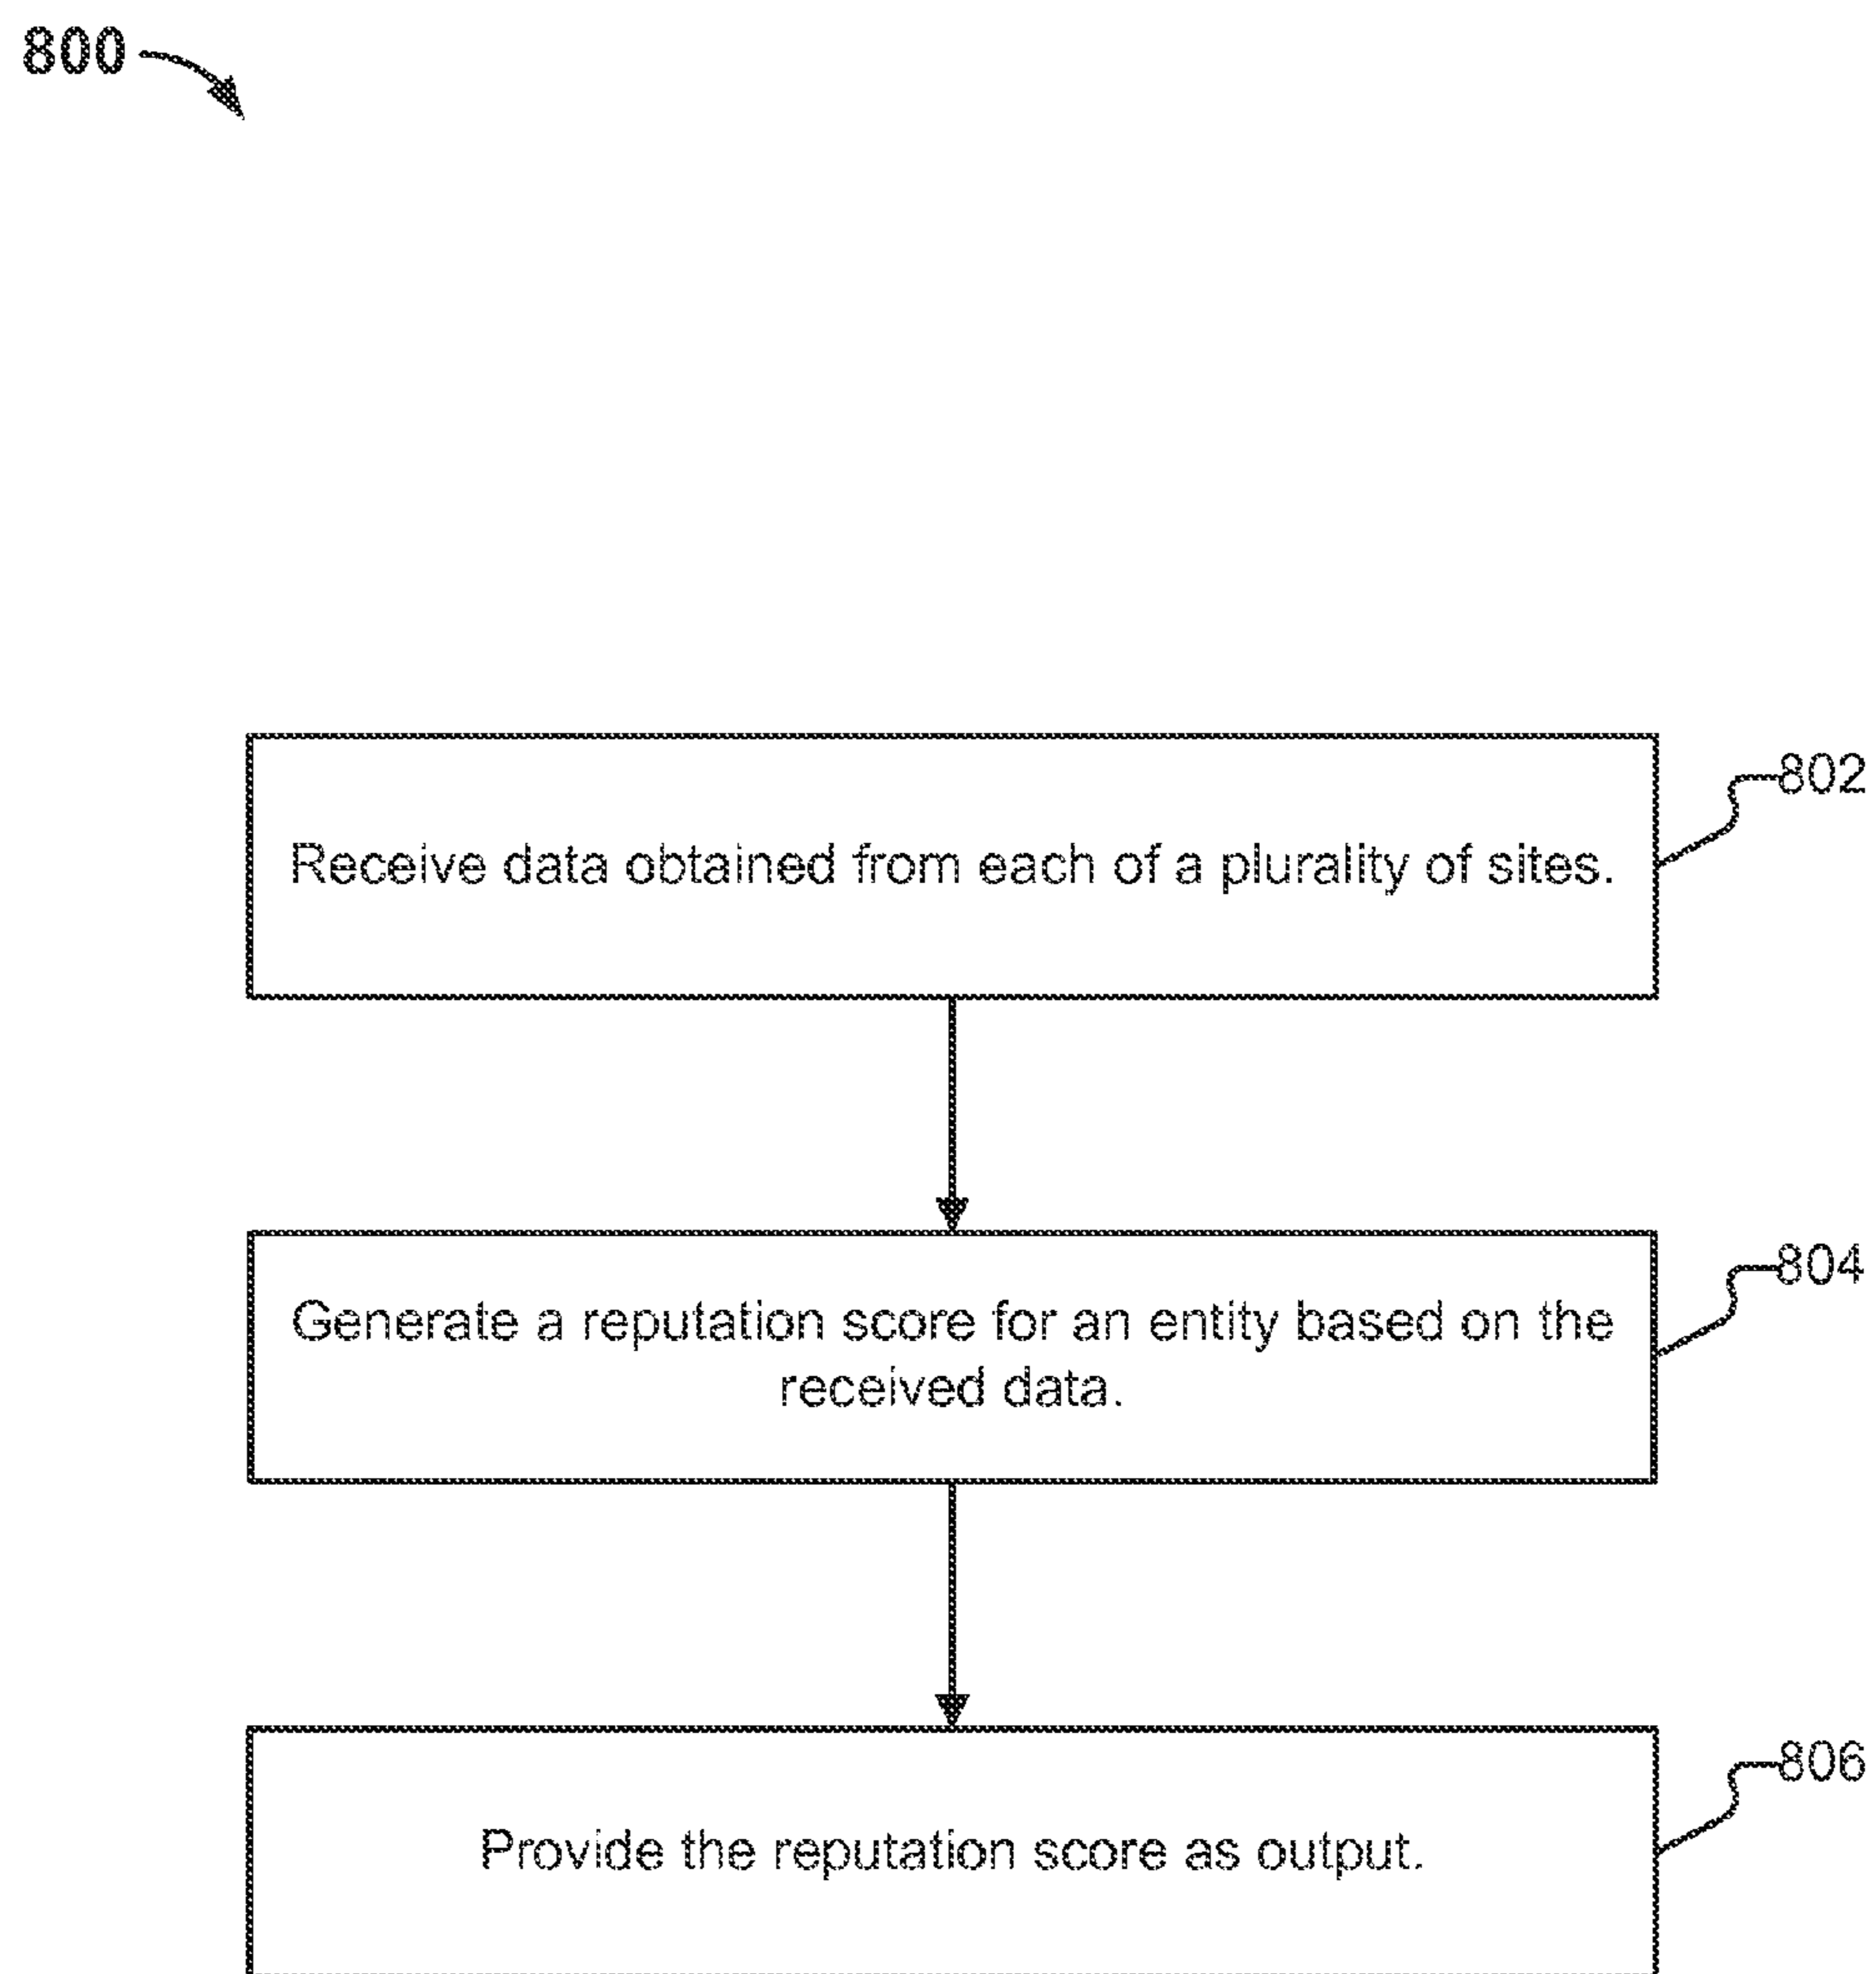 800
Receive data obtained from each of a plurality of sites.
802
Generate a reputation score for an entity based on the
received data.
804
Provide the reputation score as output.
806